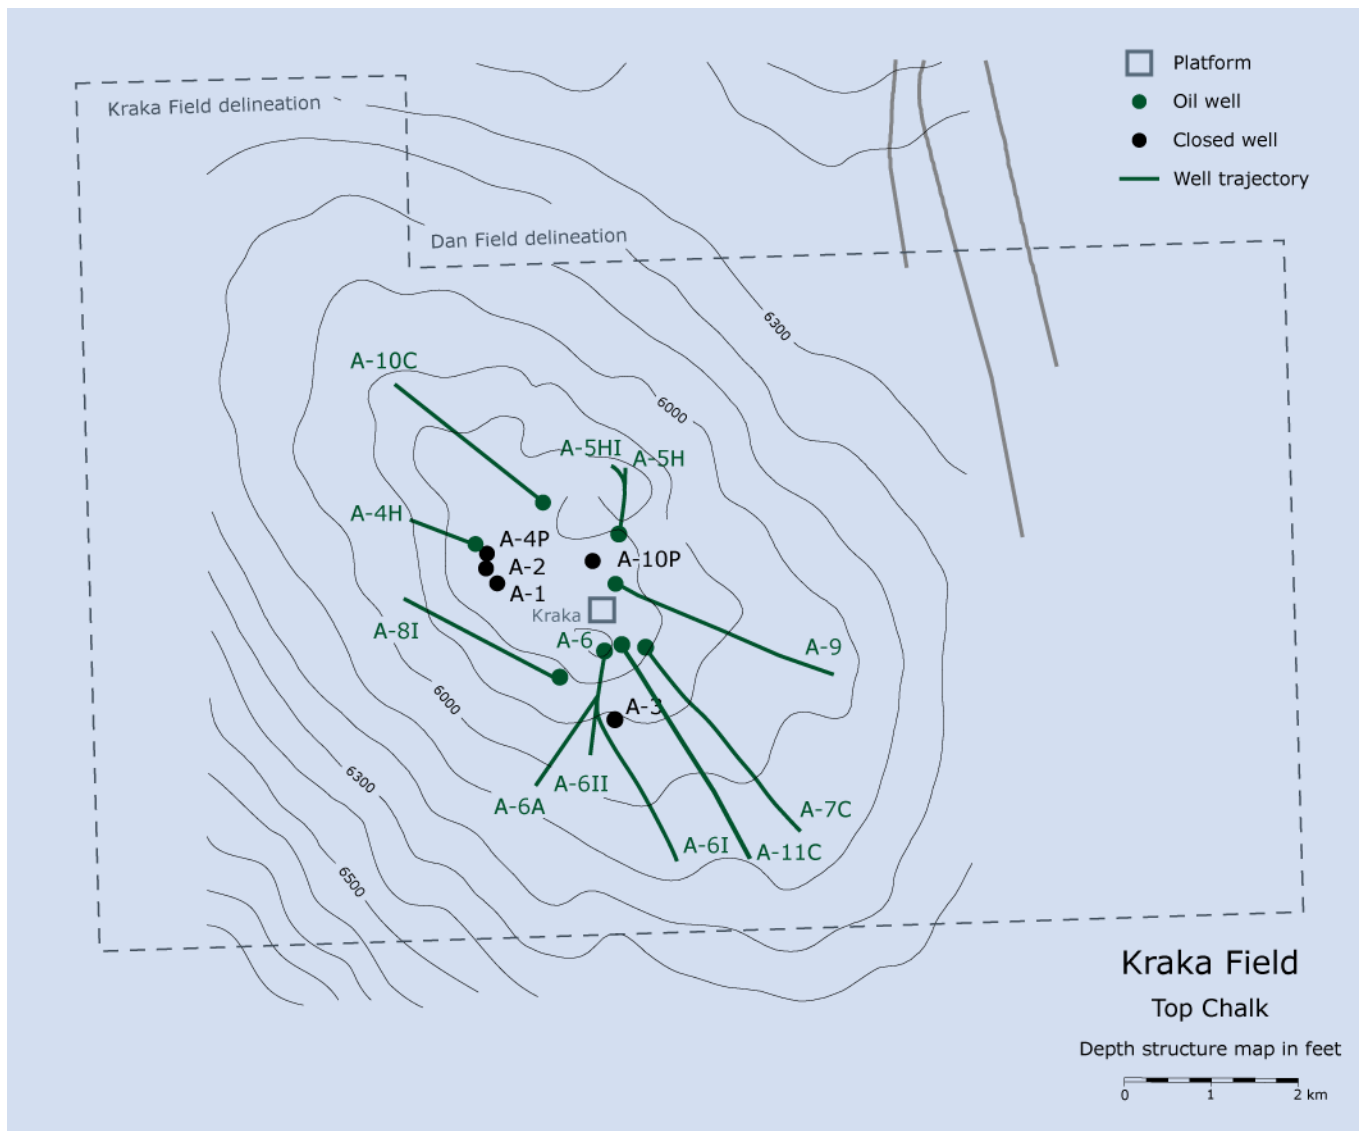 Platform
Kraka Field delineation
Oil well
Closed well
Well trajectory
Dan Field delineation
6300
A-10C
6000
A-5HI
A-5H
A-4H
A-4P
A-10P
A-2
A-1
Kraka
A-8I
A-6
A-9
6000
A-3
6300
A-6II
A-6A
A-7C
A-6I
A-11C
6500
Kraka Field
Top Chalk
Depth structure map in feet
0 1 2 km